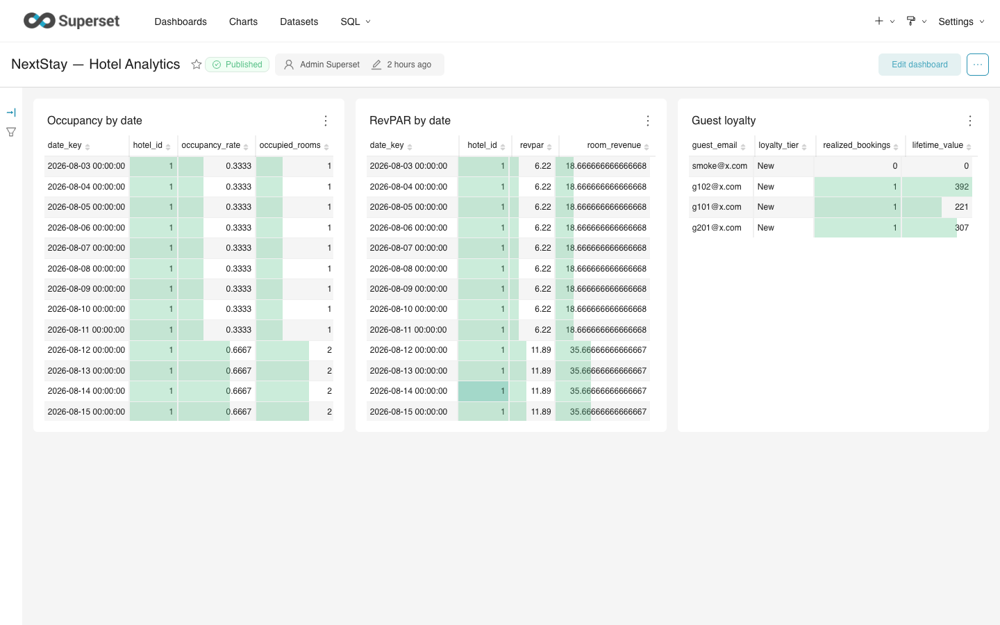 Superset
Dashboards Charts Datasets SQL Settings
NextStay — Hotel Analytics Published Admin Superset 2 hours ago Edit dashboard
Occupancy by date
date_key hotel_id occupancy_rate occupied_rooms
2026-08-03 00:00:00 1 0.3333 1
2026-08-04 00:00:00 1 0.3333 1
2026-08-05 00:00:00 1 0.3333 1
2026-08-06 00:00:00 1 0.3333 1
2026-08-07 00:00:00 1 0.3333 1
2026-08-08 00:00:00 1 0.3333 1
2026-08-09 00:00:00 1 0.3333 1
2026-08-10 00:00:00 1 0.3333 1
2026-08-11 00:00:00 1 0.3333 1
2026-08-12 00:00:00 1 0.6667 2
2026-08-13 00:00:00 1 0.6667 2
2026-08-14 00:00:00 1 0.6667 2
2026-08-15 00:00:00 1 0.6667 2
RevPAR by date
date_key hotel_id revpar room_revenue
2026-08-03 00:00:00 1 6.22 18.666666666666668
2026-08-04 00:00:00 1 6.22 18.666666666666668
2026-08-05 00:00:00 1 6.22 18.666666666666668
2026-08-06 00:00:00 1 6.22 18.666666666666668
2026-08-07 00:00:00 1 6.22 18.666666666666668
2026-08-08 00:00:00 1 6.22 18.666666666666668
2026-08-09 00:00:00 1 6.22 18.666666666666668
2026-08-10 00:00:00 1 6.22 18.666666666666668
2026-08-11 00:00:00 1 6.22 18.666666666666668
2026-08-12 00:00:00 1 11.89 35.66666666666667
2026-08-13 00:00:00 1 11.89 35.66666666666667
2026-08-14 00:00:00 1 11.89 35.66666666666667
2026-08-15 00:00:00 1 11.89 35.66666666666667
Guest loyalty
guest_email loyalty_tier realized_bookings lifetime_value
smoke@x.com New 0 0
g102@x.com New 1 392
g101@x.com New 1 221
g201@x.com New 1 307